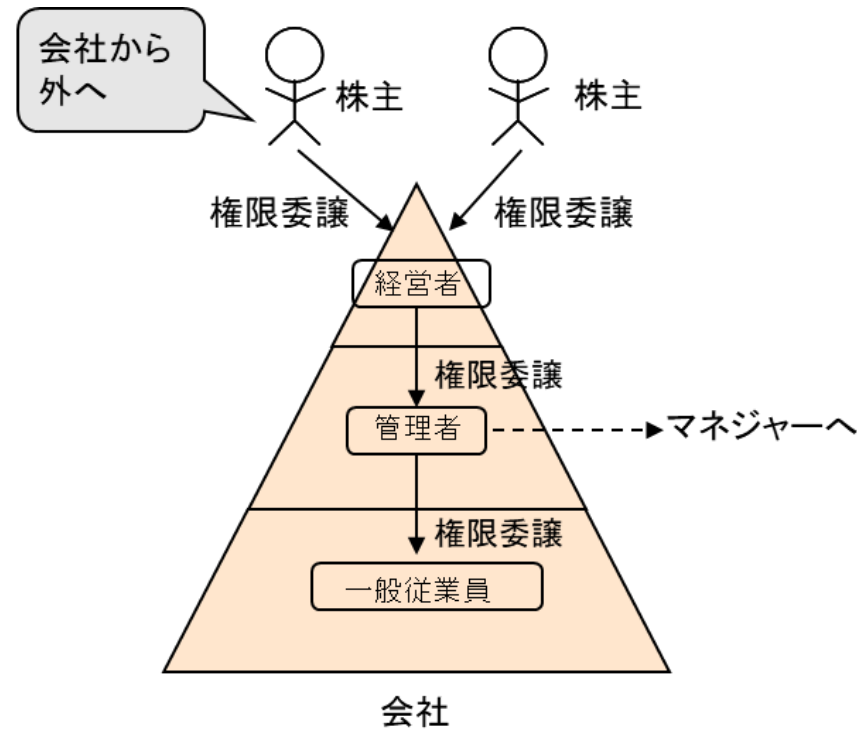 会社から
外へ
株主
株主
権限委譲
権限委譲
経営者
権限委譲
管理者
マネジャーへ
権限委譲
一般従業員
会社